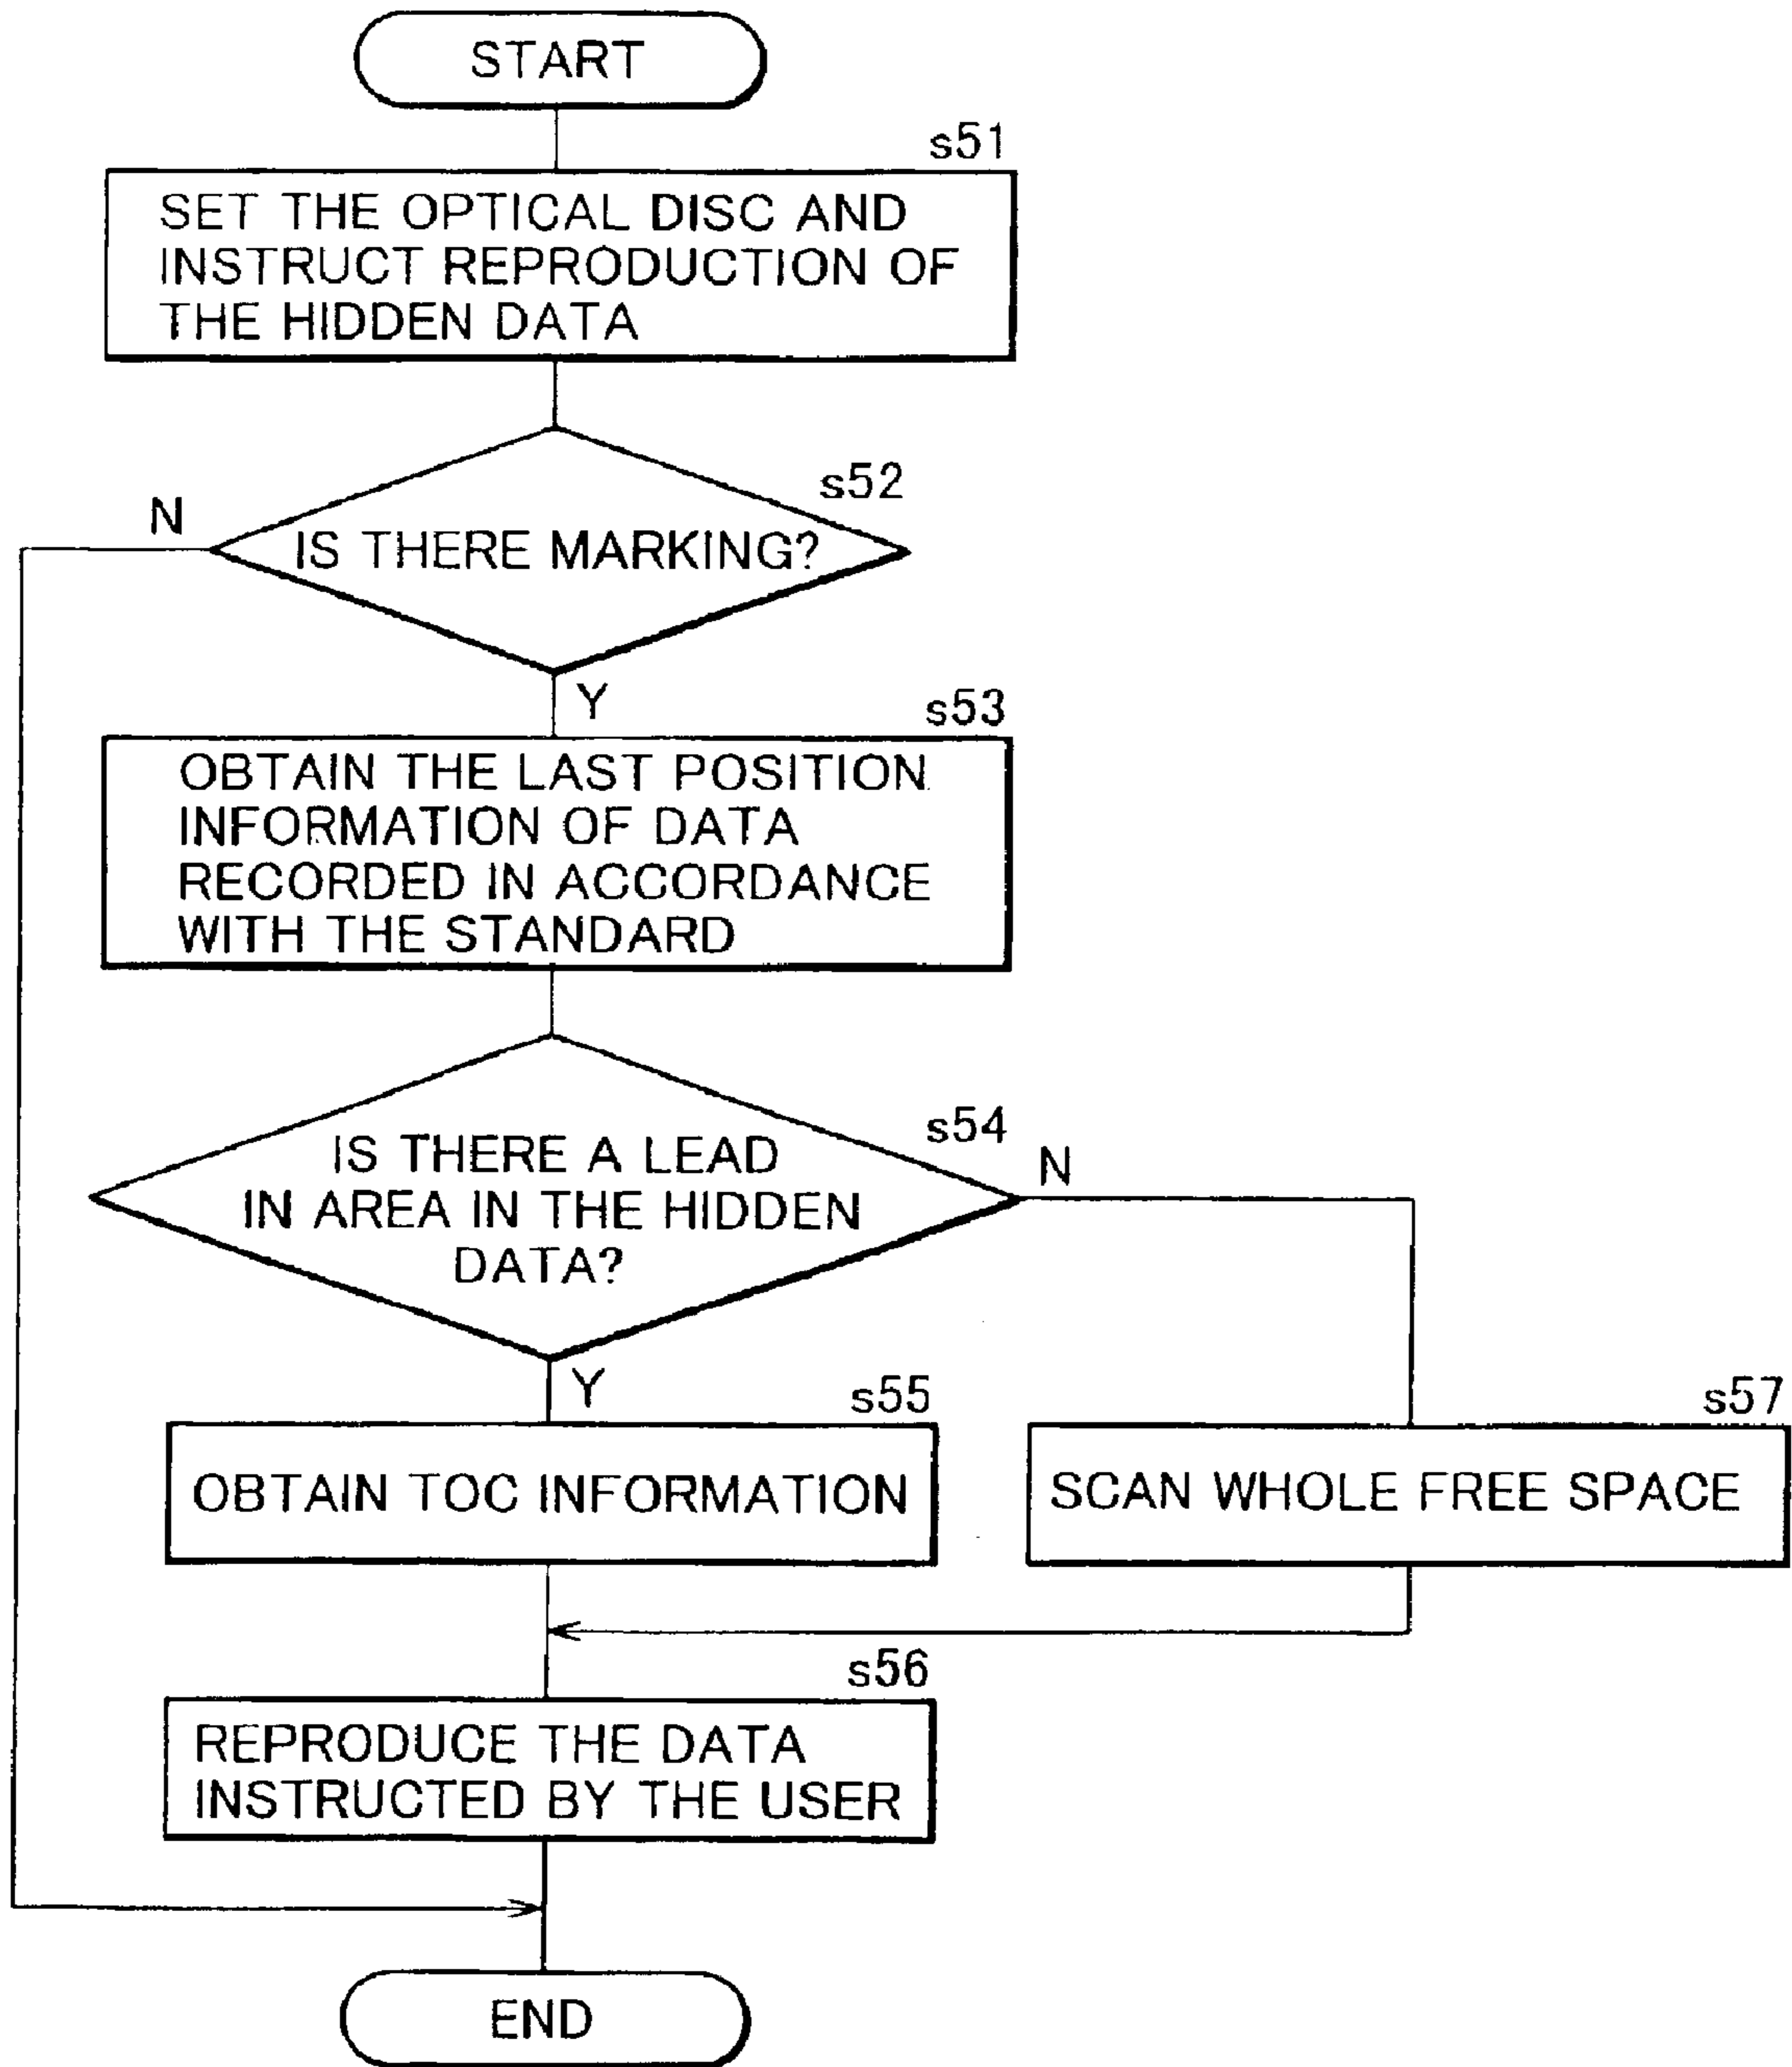 START
s51
SET THE OPTICAL DISC AND
INSTRUCT REPRODUCTION OF
THE HIDDEN DATA
s52
N
IS THERE MARKING?
Y
s53
OBTAIN THE LAST POSITION
INFORMATION OF DATA
RECORDED IN ACCORDANCE
WITH THE STANDARD
s54
N
IS THERE A LEAD
IN AREA IN THE HIDDEN
DATA?
Y
s55
OBTAIN TOC INFORMATION
s57
SCAN WHOLE FREE SPACE
s56
REPRODUCE THE DATA
INSTRUCTED BY THE USER
END